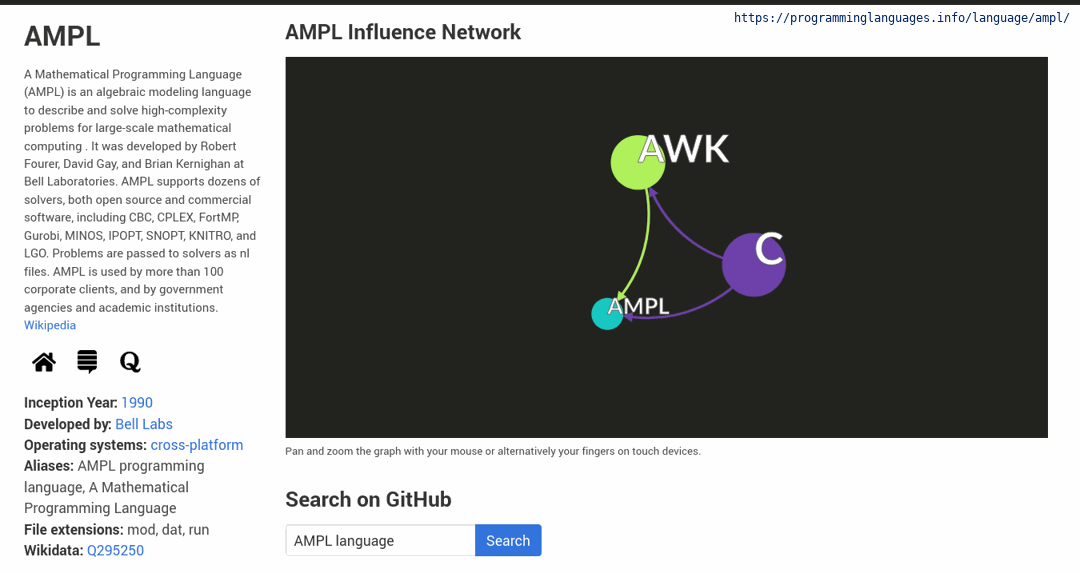 https://programminglanguages.info/language/ampl/
AMPL
A Mathematical Programming Language
(AMPL) is an algebraic modeling language
to describe and solve high-complexity
problems for large-scale mathematical
computing . It was developed by Robert
Fourer, David Gay, and Brian Kernighan at
Bell Laboratories. AMPL supports dozens of
solvers, both open source and commercial
software, including CBC, CPLEX, FortMP,
Gurobi, MINOS, IPOPT, SNOPT, KNITRO, and
LGO. Problems are passed to solvers as nl
files. AMPL is used by more than 100
corporate clients, and by government
agencies and academic institutions.
Wikipedia
Inception Year: 1990
Developed by: Bell Labs
Operating systems: cross-platform
Aliases: AMPL programming
language, A Mathematical
Programming Language
File extensions: mod, dat, run
Wikidata: Q295250
AMPL Influence Network
AWK
C
AMPL
Pan and zoom the graph with your mouse or alternatively your fingers on touch devices.
Search on GitHub
AMPL language
Search